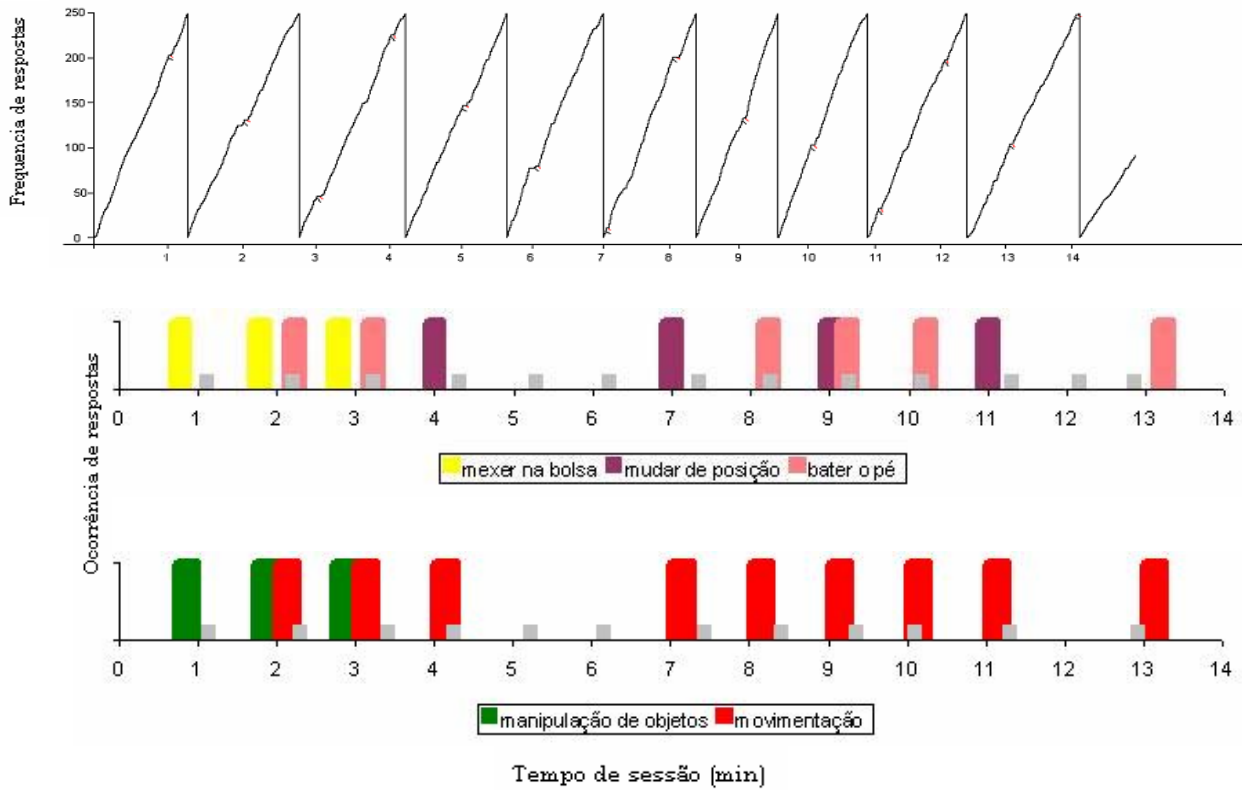 Frequencia de respostas
250
200
150
100
50
0
1 2 3 4 5 6 7 8 9 10 11 12 13 14
Ocorrência de respostas
0 1 2 3 4 5 6 7 8 9 10 11 12 13 14
mexer na bolsa mudar de posição bater o pé
0 1 2 3 4 5 6 7 8 9 10 11 12 13 14
manipulação de objetos movimentação
Tempo de sessão (min)